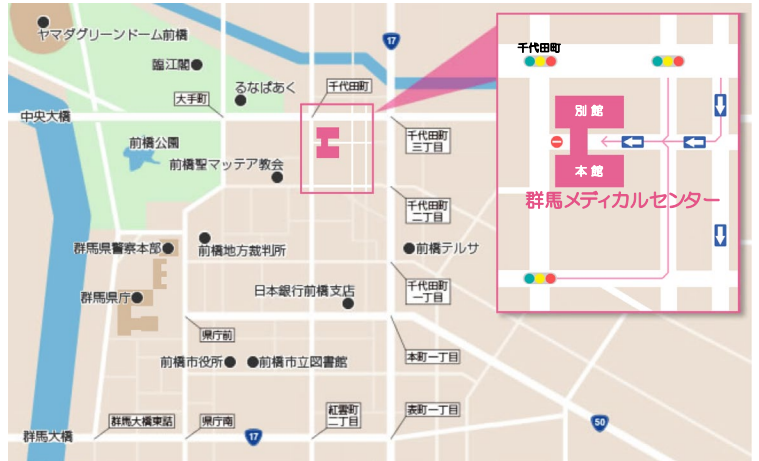 ヤマダグリーンドーム前橋
臨江閣
るなぱあく
大手町
千代田町
17
中央大橋
前橋公園
前橋聖マッテア教会
千代田町
三丁目
千代田町
二丁目
群馬県警察本部
前橋地方裁判所
前橋テルサ
群馬県庁
日本銀行前橋支店
千代田町
一丁目
県庁前
前橋市役所
前橋市立図書館
本町一丁目
群馬大橋東詰
県庁南
紅雲町
二丁目
表町一丁目
群馬大橋
17
50
千代田町
別館
本館
群馬メディカルセンター